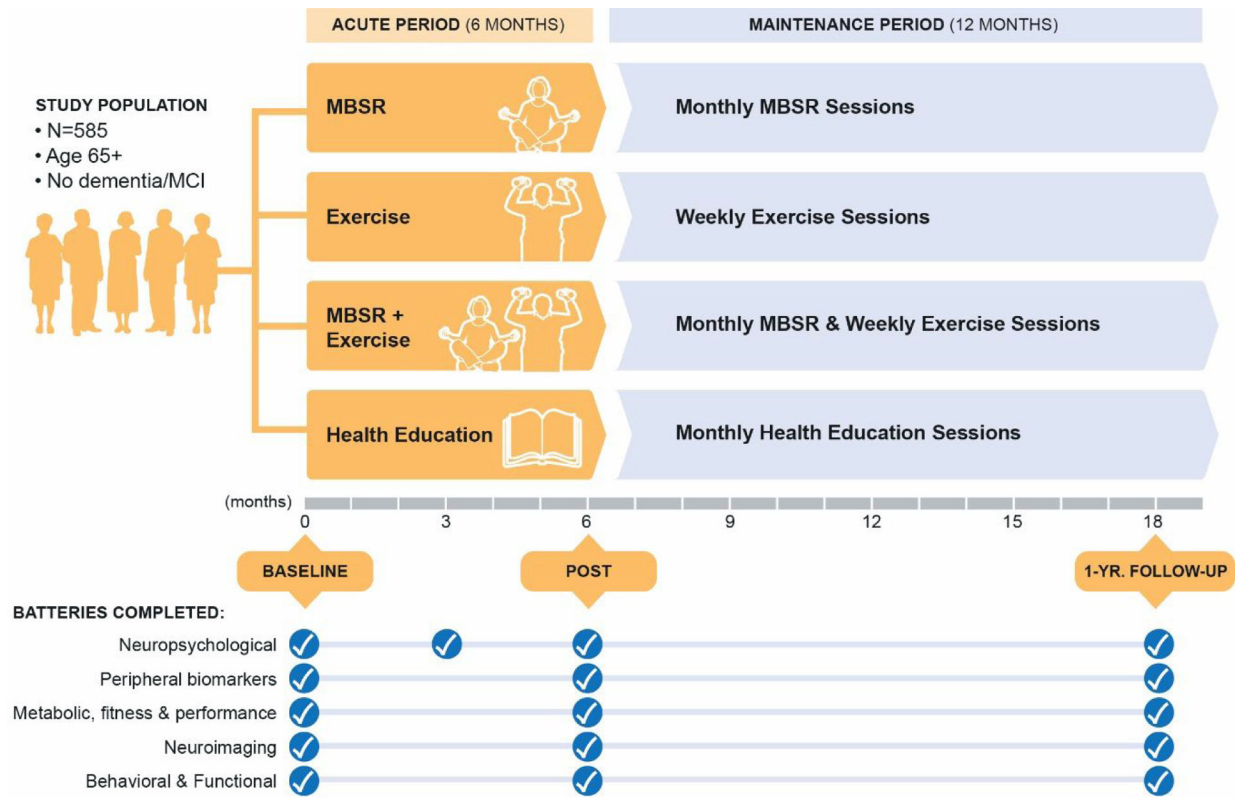 ACUTE PERIOD (6 MONTHS)
MAINTENANCE PERIOD (12 MONTHS)
STUDY POPULATION
• N=585
• Age 65+
• No dementia/MCI
MBSR
Monthly MBSR Sessions
Exercise
Weekly Exercise Sessions
MBSR +
Exercise
Monthly MBSR & Weekly Exercise Sessions
Health Education
Monthly Health Education Sessions
(months)
0 3 6 9 12 15 18
BASELINE
POST
1-YR. FOLLOW-UP
BATTERIES COMPLETED:
Neuropsychological
Peripheral biomarkers
Metabolic, fitness & performance
Neuroimaging
Behavioral & Functional